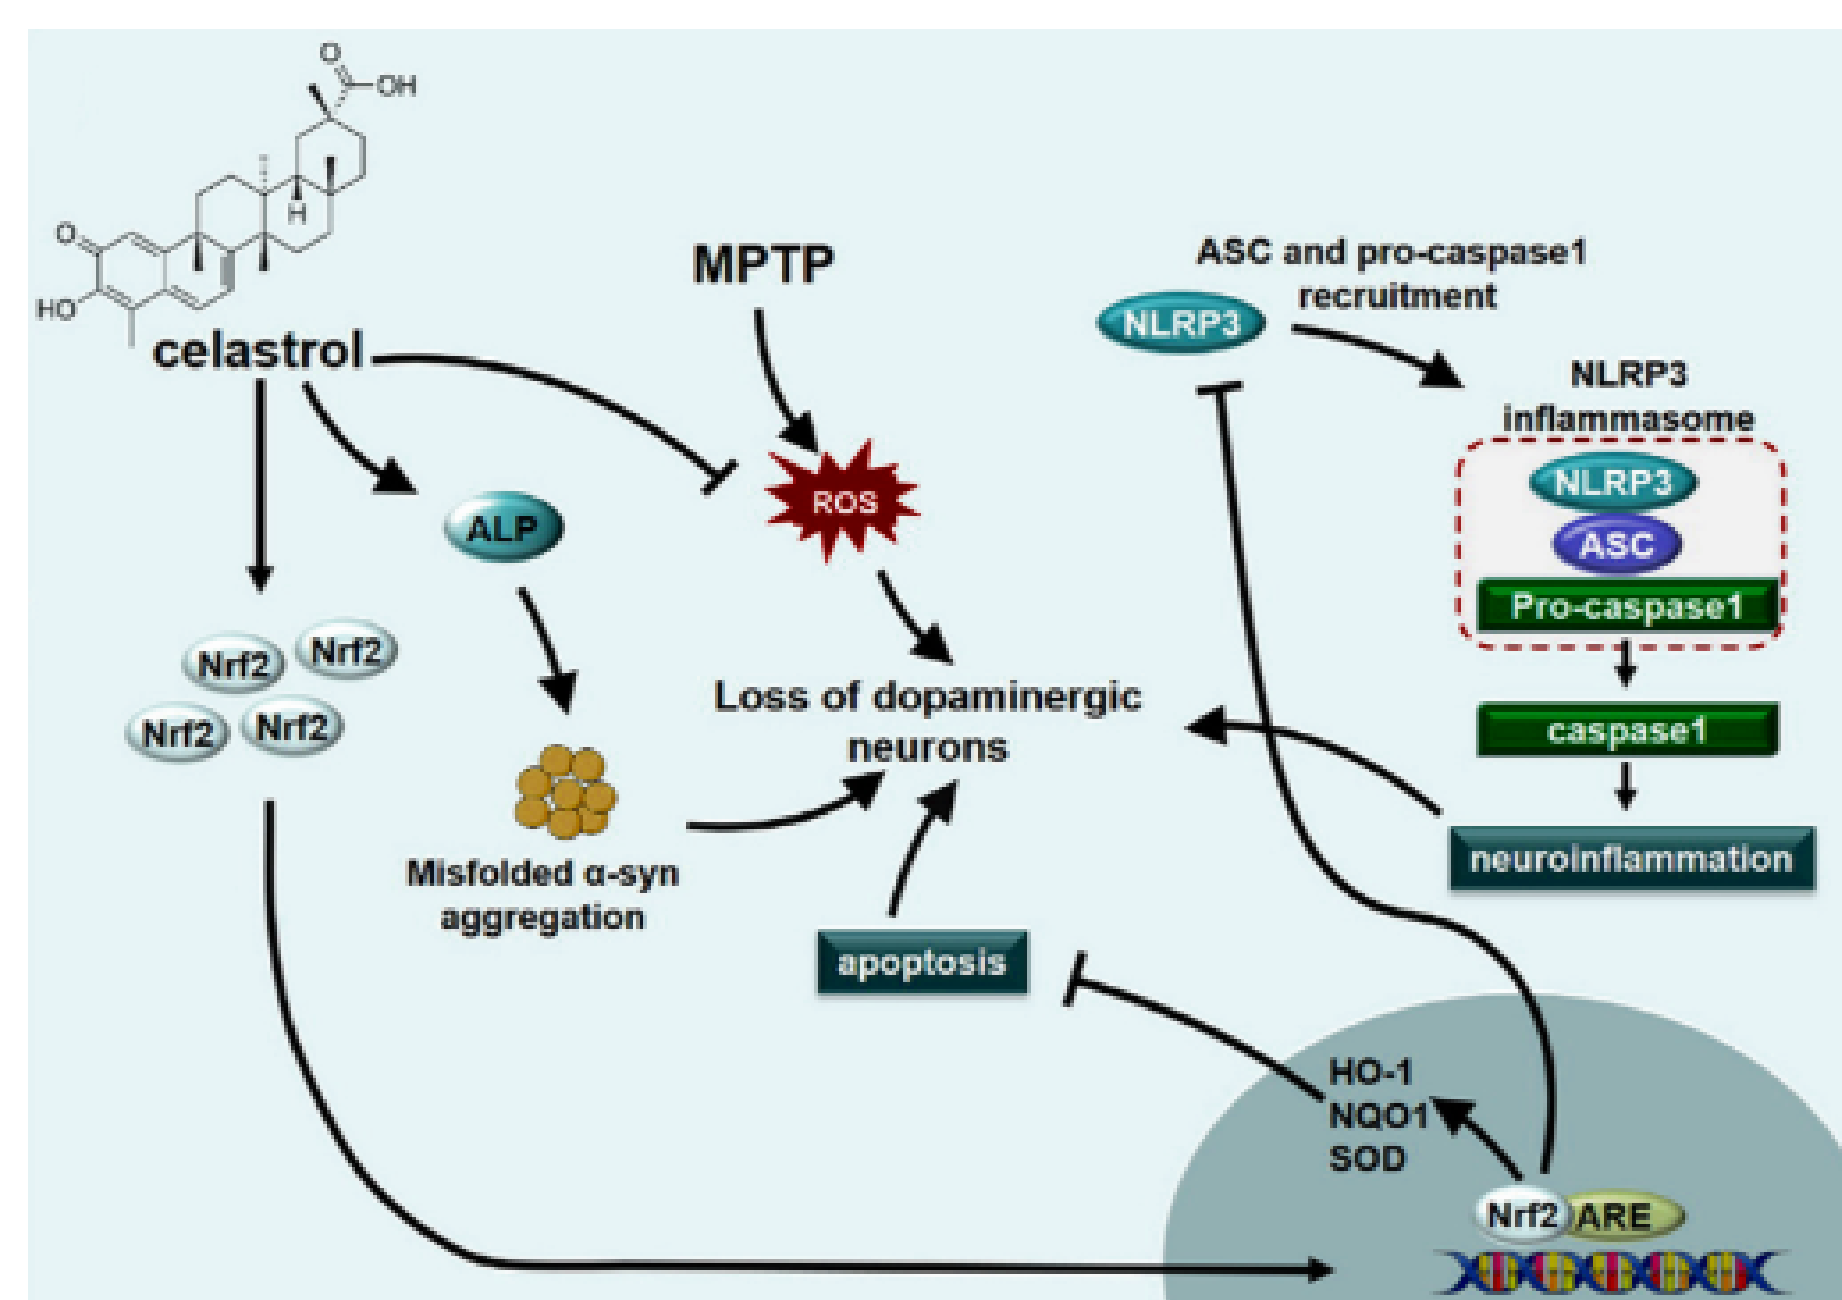 O
OH
H
O
HO
celastrol
MPTP
ASC and pro-caspase1
recruitment
NLRP3
NLRP3
inflammasome
NLRP3
ASC
Pro-caspase1
caspase1
neuroinflammation
ALP
ROS
Nrf2
Nrf2
Nrf2
Nrf2
Loss of dopaminergic
neurons
Misfolded α-syn
aggregation
apoptosis
HO-1
NQO1
SOD
Nrf2
ARE